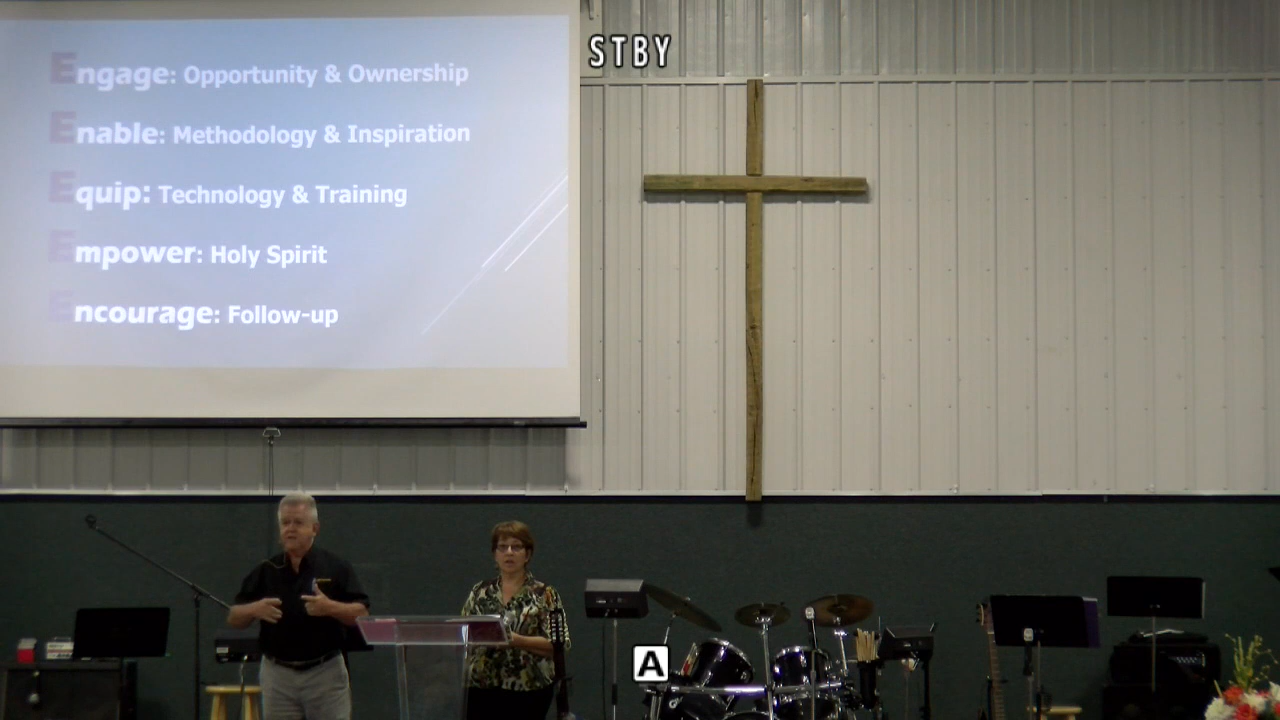 STBY
Engage: Opportunity & Ownership
Enable: Methodology & Inspiration
Equip: Technology & Training
Empower: Holy Spirit
Encourage: Follow-up
A